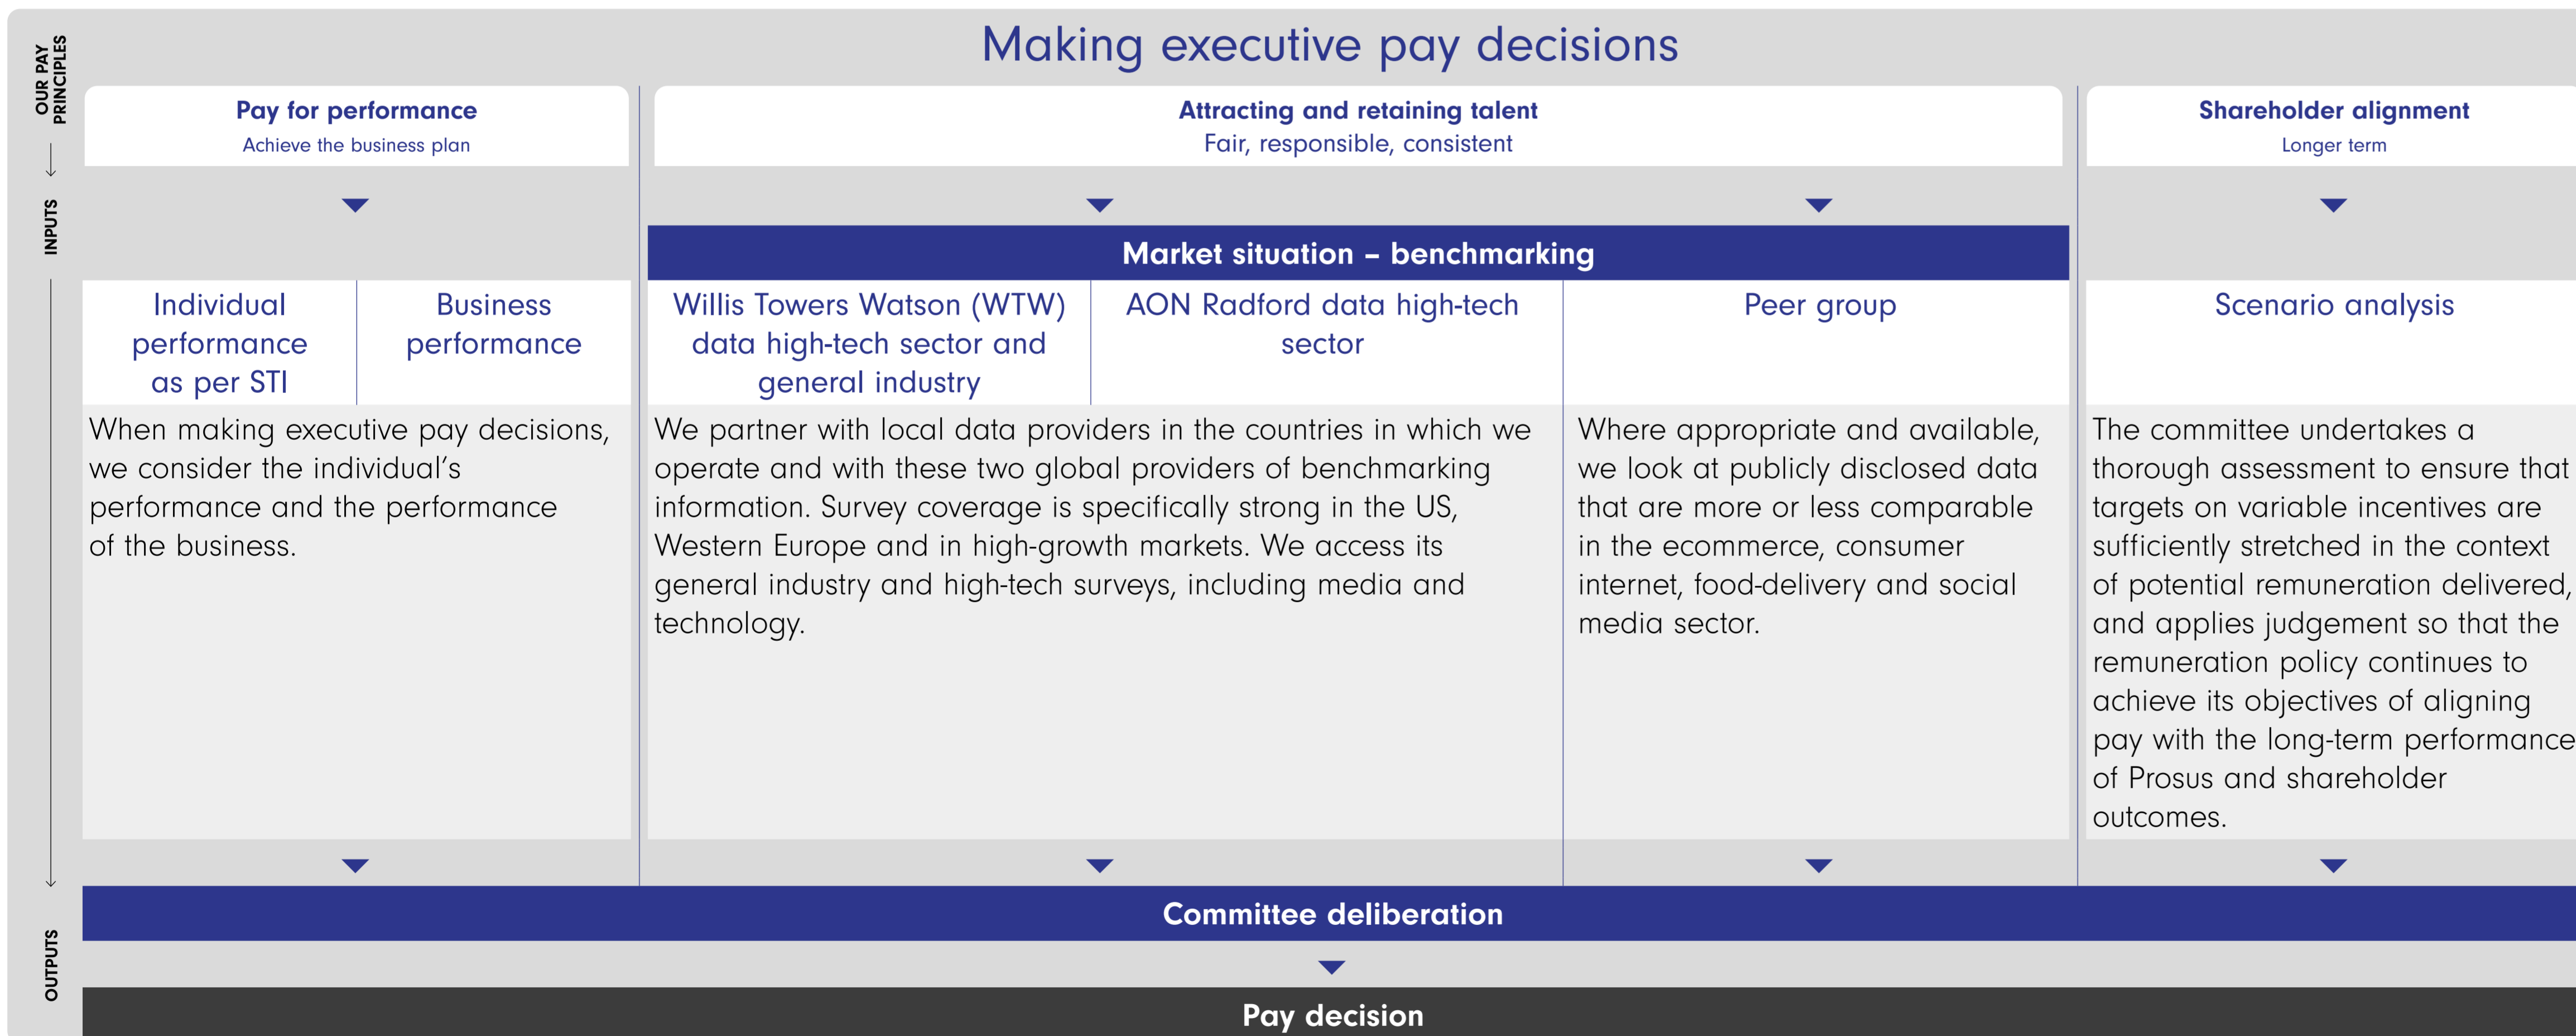 Making executive pay decisions
OUR PAY
PRINCIPLES
Pay for performance
Achieve the business plan
Attracting and retaining talent
Fair, responsible, consistent
Shareholder alignment
Longer term
INPUTS
Market situation – benchmarking
Individual
performance
as per STI
Business
performance
Willis Towers Watson (WTW)
data high-tech sector and
general industry
AON Radford data high-tech
sector
Peer group
Scenario analysis
When making executive pay decisions,
we consider the individual’s
performance and the performance
of the business.
We partner with local data providers in the countries in which we
operate and with these two global providers of benchmarking
information. Survey coverage is specifically strong in the US,
Western Europe and in high-growth markets. We access its
general industry and high-tech surveys, including media and
technology.
Where appropriate and available,
we look at publicly disclosed data
that are more or less comparable
in the ecommerce, consumer
internet, food-delivery and social
media sector.
The committee undertakes a
thorough assessment to ensure that
targets on variable incentives are
sufficiently stretched in the context
of potential remuneration delivered,
and applies judgement so that the
remuneration policy continues to
achieve its objectives of aligning
pay with the long-term performance
of Prosus and shareholder
outcomes.
OUTPUTS
Committee deliberation
Pay decision